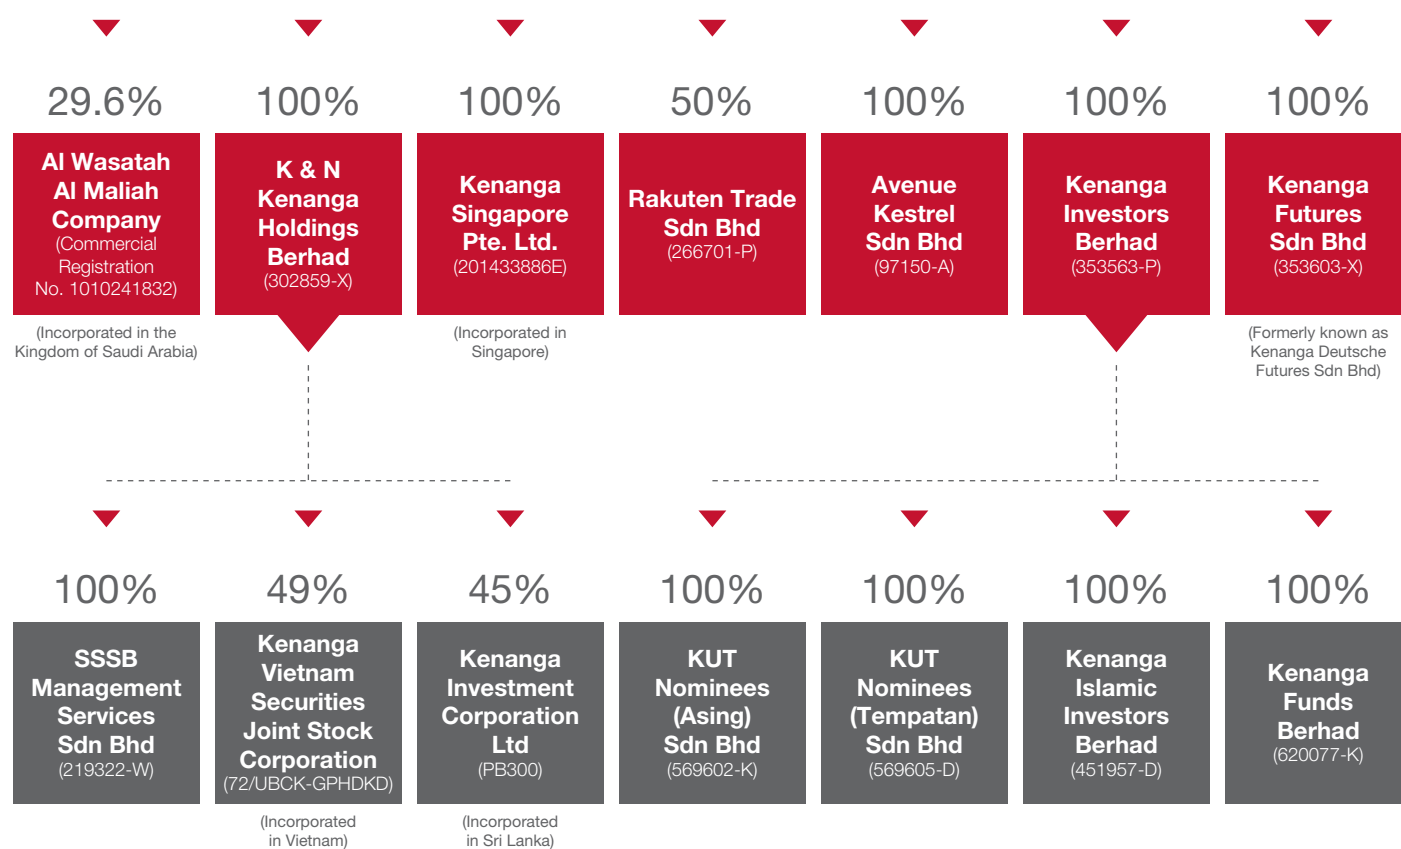 29.6%
Al Wasatah
Al Maliah
Company
(Commercial
Registration
No. 1010241832)
(Incorporated in the
Kingdom of Saudi Arabia)
100%
K & N
Kenanga
Holdings
Berhad
(302859-X)
100%
Kenanga
Singapore
Pte. Ltd.
(201433886E)
(Incorporated in
Singapore)
50%
Rakuten Trade
Sdn Bhd
(266701-P)
100%
Avenue
Kestrel
Sdn Bhd
(97150-A)
100%
Kenanga
Investors
Berhad
(353563-P)
100%
Kenanga
Futures
Sdn Bhd
(353603-X)
(Formerly known as
Kenanga Deutsche
Futures Sdn Bhd)
100%
SSSB
Management
Services
Sdn Bhd
(219322-W)
49%
Kenanga
Vietnam
Securities
Joint Stock
Corporation
(72/UBCK-GPHDKD)
(Incorporated
in Vietnam)
45%
Kenanga
Investment
Corporation
Ltd
(PB300)
(Incorporated
in Sri Lanka)
100%
KUT
Nominees
(Asing)
Sdn Bhd
(569602-K)
100%
KUT
Nominees
(Tempatan)
Sdn Bhd
(569605-D)
100%
Kenanga
Islamic
Investors
Berhad
(451957-D)
100%
Kenanga
Funds
Berhad
(620077-K)